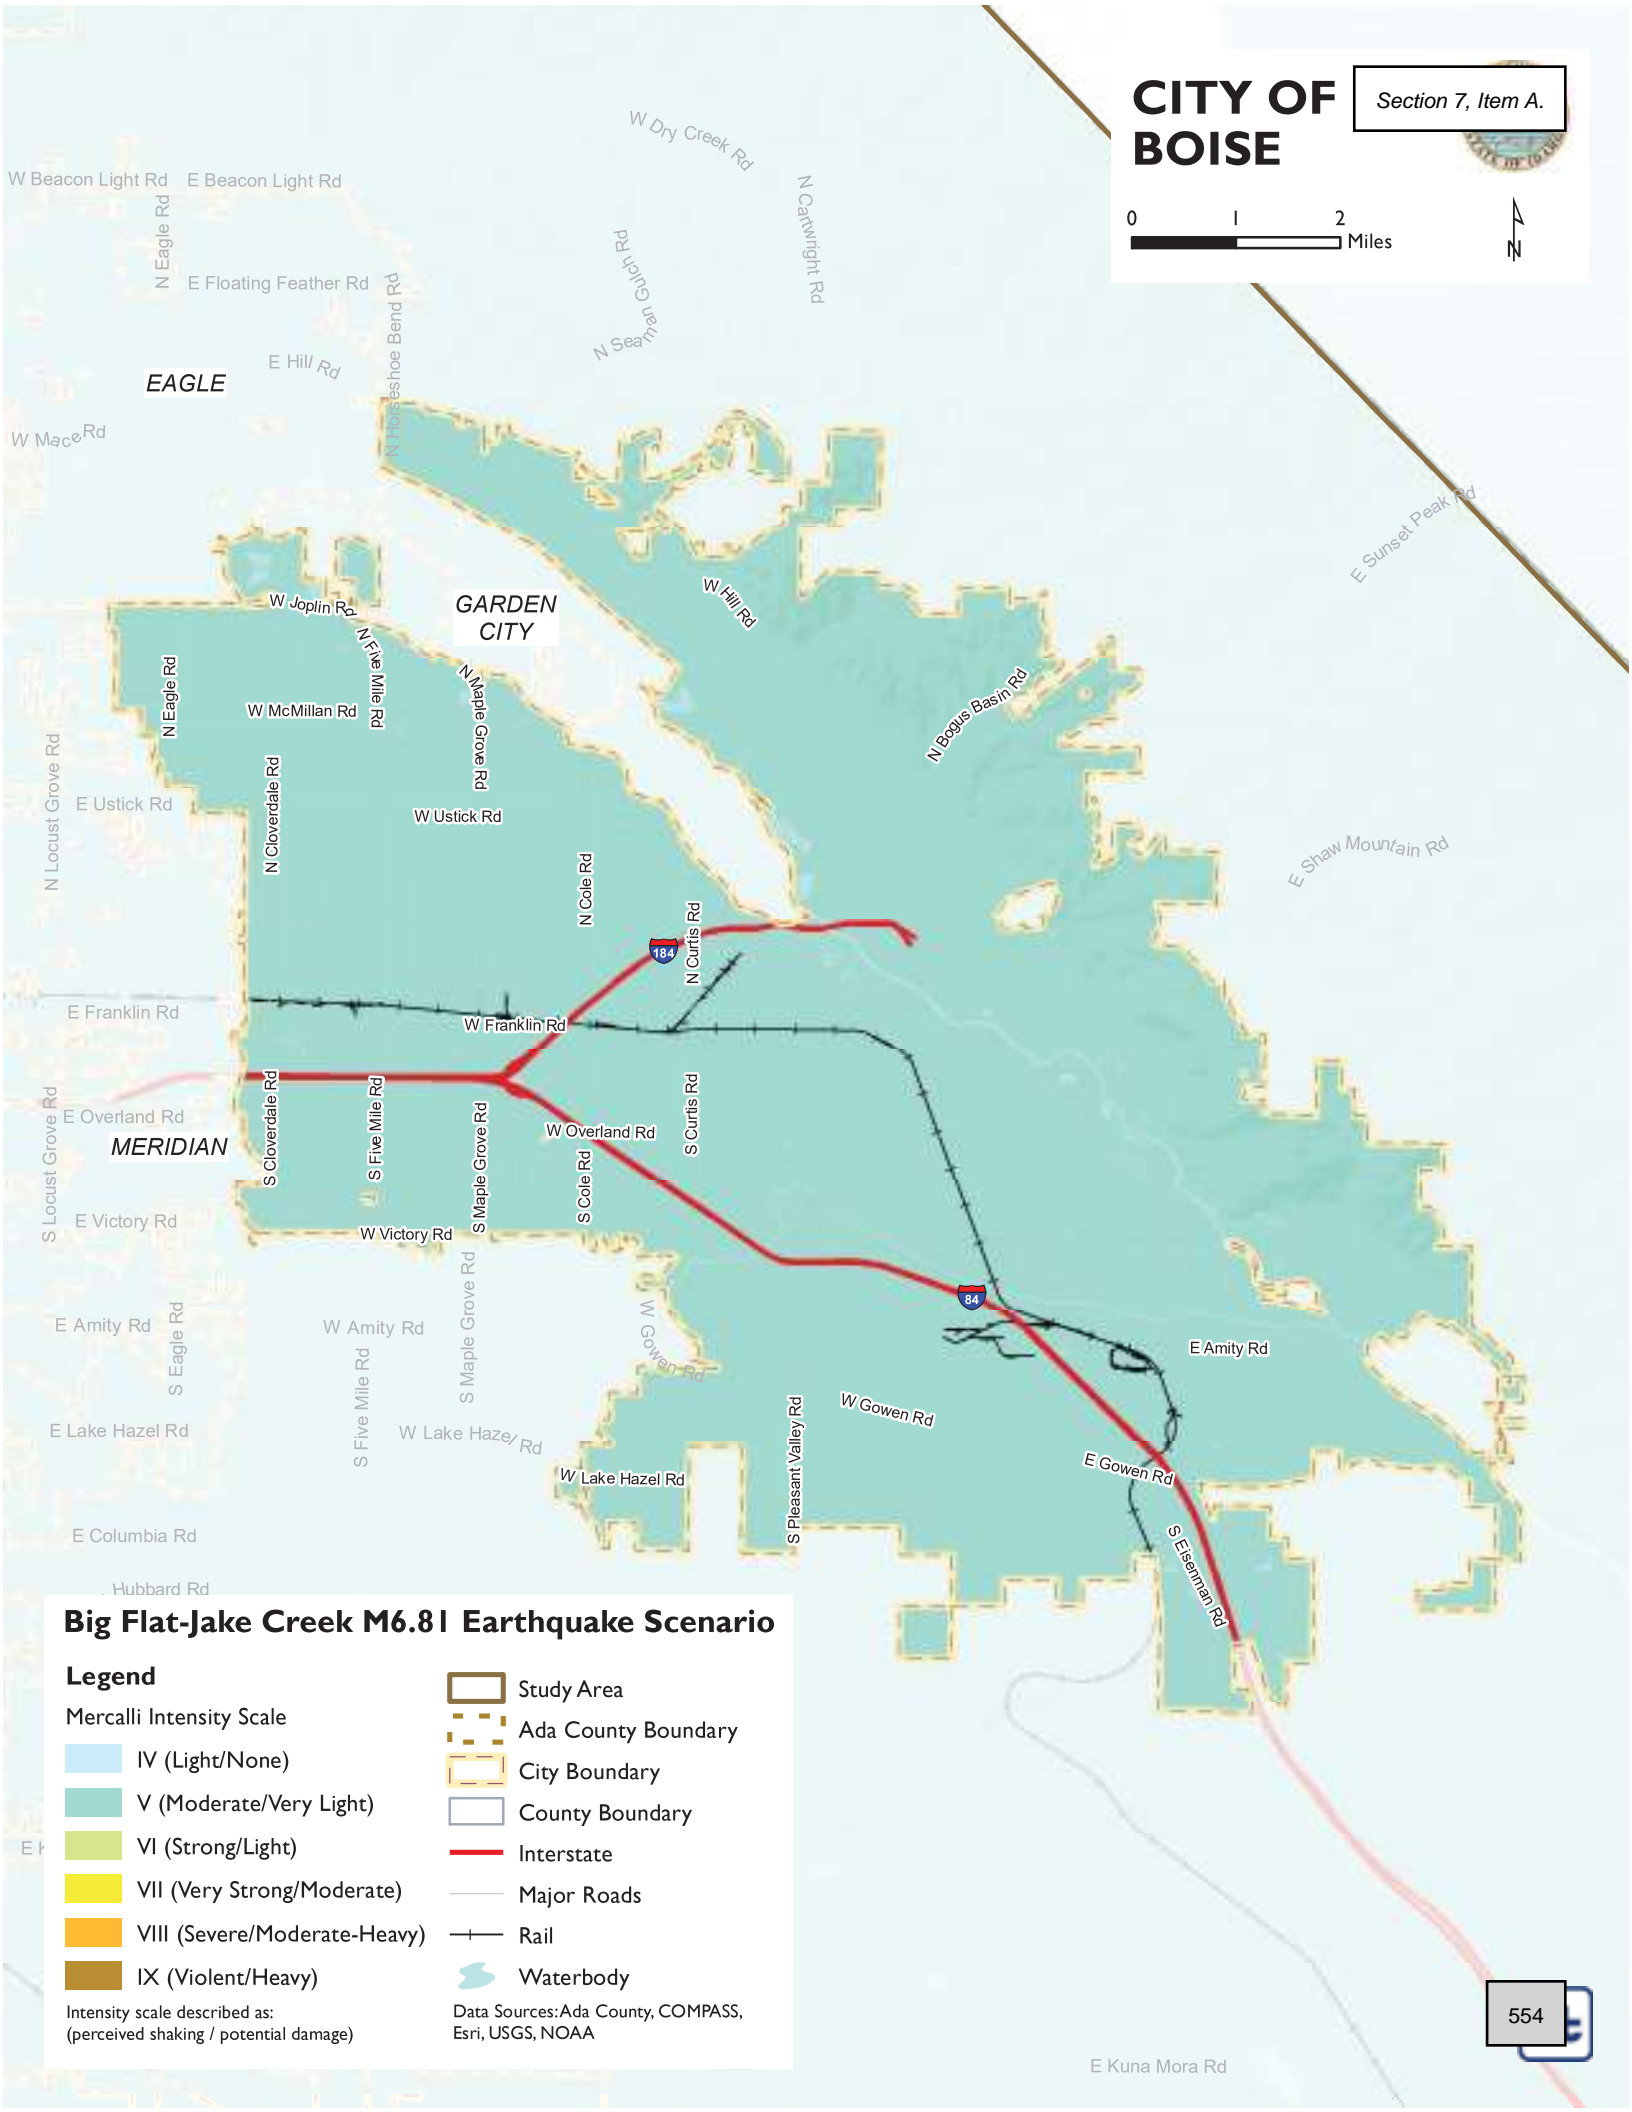 CITY OF
BOISE
Section 7, Item A.
STATE OF IDAHO
0 1 2
Miles
N
W Dry Creek Rd
N Cartwright Rd
W Beacon Light Rd
E Beacon Light Rd
N Eagle Rd
E Floating Feather Rd
N Horseshoe Bend Rd
N Seaman Gulch Rd
E Hill Rd
EAGLE
W Mace Rd
E Sunset Peak Rd
W Joplin Rd
GARDEN
CITY
W Hill Rd
N Five Mile Rd
N Eagle Rd
W McMillan Rd
N Maple Grove Rd
N Bogus Basin Rd
N Locust Grove Rd
E Ustick Rd
N Cloverdale Rd
W Ustick Rd
E Shaw Mountain Rd
N Cole Rd
N Curtis Rd
184
E Franklin Rd
W Franklin Rd
S Locust Grove Rd
E Overland Rd
MERIDIAN
S Cloverdale Rd
S Five Mile Rd
S Maple Grove Rd
W Overland Rd
S Cole Rd
S Curtis Rd
E Victory Rd
W Victory Rd
84
E Amity Rd
S Eagle Rd
W Amity Rd
S Five Mile Rd
S Maple Grove Rd
W Gowen Rd
E Amity Rd
E Lake Hazel Rd
W Lake Hazel Rd
W Gowen Rd
S Pleasant Valley Rd
W Lake Hazel Rd
E Gowen Rd
S Eisenman Rd
E Columbia Rd
Hubbard Rd
E K
Big Flat-Jake Creek M6.81 Earthquake Scenario
Legend
Mercalli Intensity Scale
IV (Light/None)
V (Moderate/Very Light)
VI (Strong/Light)
VII (Very Strong/Moderate)
VIII (Severe/Moderate-Heavy)
IX (Violent/Heavy)
Intensity scale described as:
(perceived shaking / potential damage)
Study Area
Ada County Boundary
City Boundary
County Boundary
Interstate
Major Roads
Rail
Waterbody
Data Sources: Ada County, COMPASS,
Esri, USGS, NOAA
554
E Kuna Mora Rd